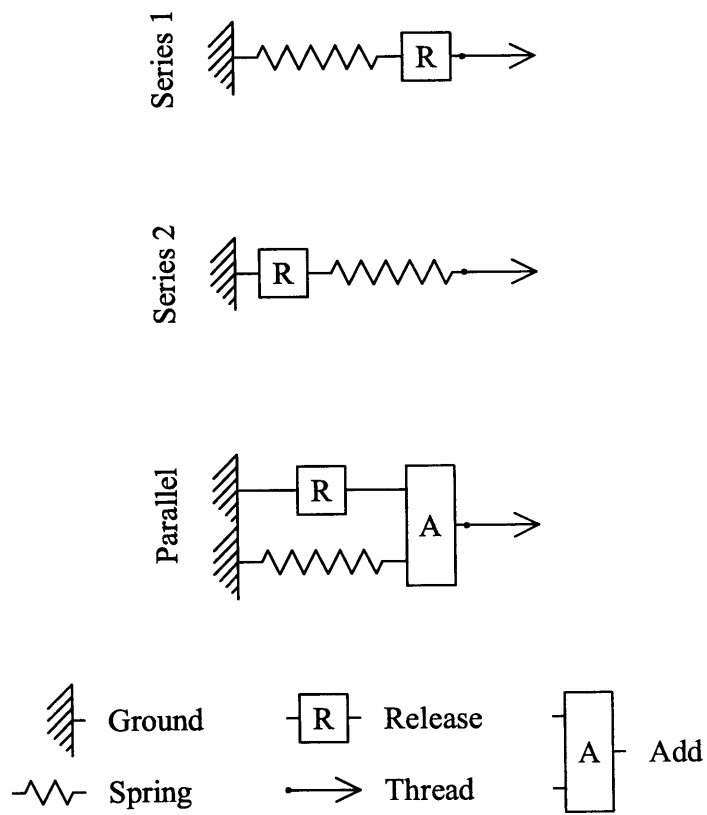 Series 1
R
Series 2
R
Parallel
R
A
Ground
R
Release
A
Add
Spring
Thread